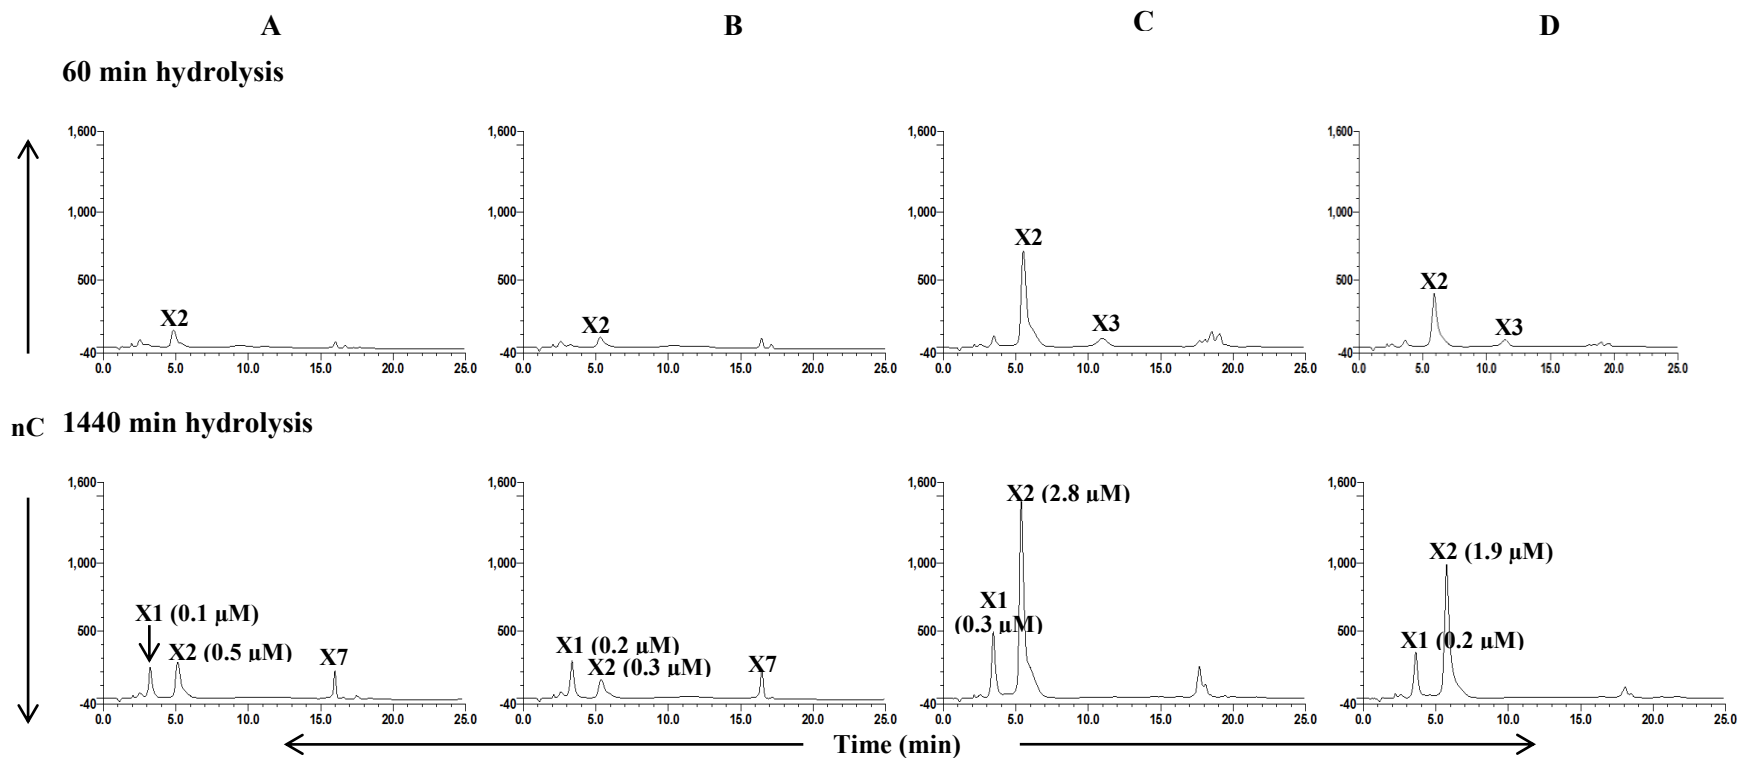 A B C D
60 min hydrolysis
1,600 1,600 1,600 1,600
1,000 1,000 1,000 1,000
X2
X2
500 500 500 500
X2 X2 X3 X3
-40 -40 -40 -40
0.0 5.0 10.0 15.0 20.0 25.0 0.0 5.0 10.0 15.0 20.0 25.0 0.0 5.0 10.0 15.0 20.0 25.0 0.0 5.0 10.0 15.0 20.0 25.0
nC 1440 min hydrolysis
1,600 1,600 1,600 1,600
X2 (2.8 µM)
1,000 1,000 1,000 1,000
X2 (1.9 µM)
X1
X1 (0.1 µM) (0.3 µM)
500 500 500 500
X1 (0.2 µM) X1 (0.2 µM)
X2 (0.5 µM) X7 X2 (0.3 µM) X7
-40 -40 -40 -40
0.0 5.0 10.0 15.0 20.0 25.0 0.0 5.0 10.0 15.0 20.0 25.0 0.0 5.0 10.0 15.0 20.0 25.0 0.0 5.0 10.0 15.0 20.0 25.0
Time (min)